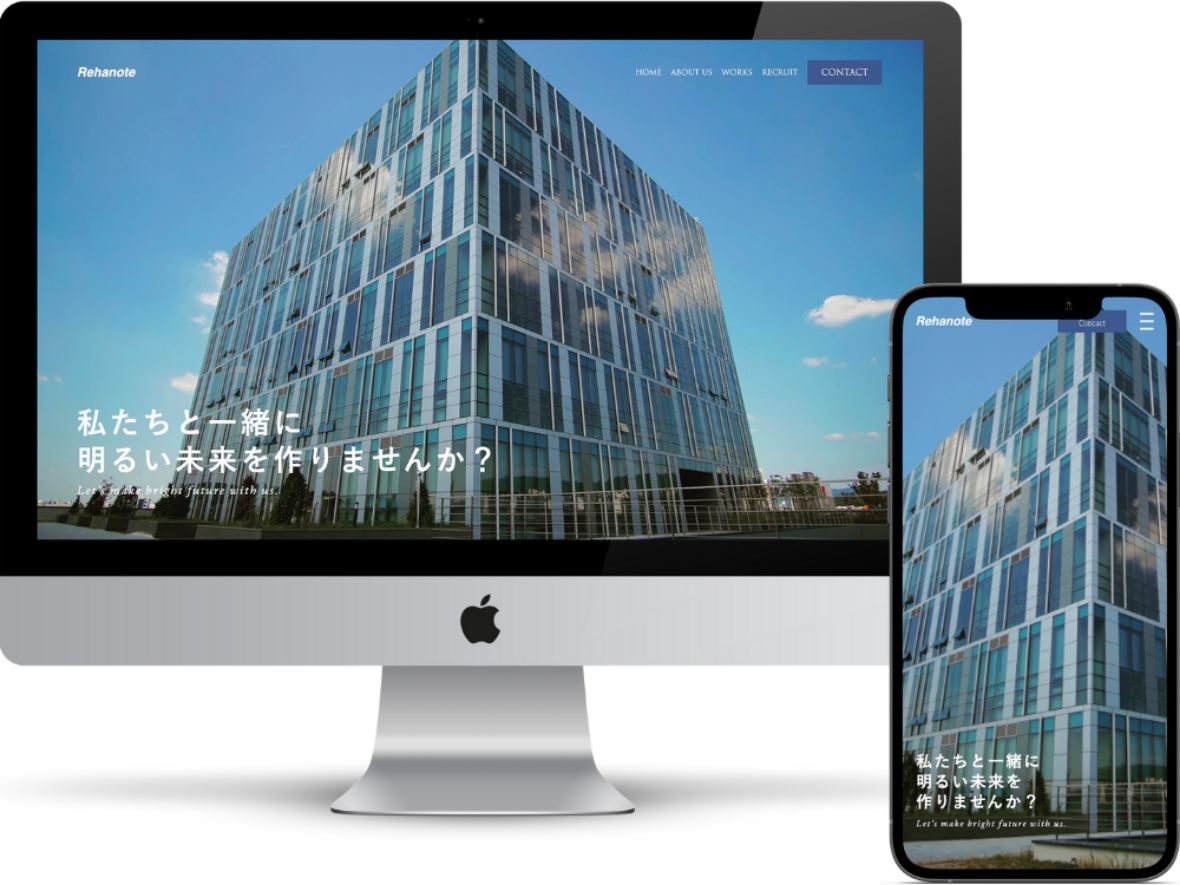 Rehanote
HOME ABOUT US WORKS RECRUIT CONTACT
私たちと一緒に
明るい未来を作りませんか？
Let's make bright future with us.
Rehanote
Contact
私たちと一緒に
明るい未来を
作りませんか？
Let's make bright future with us.